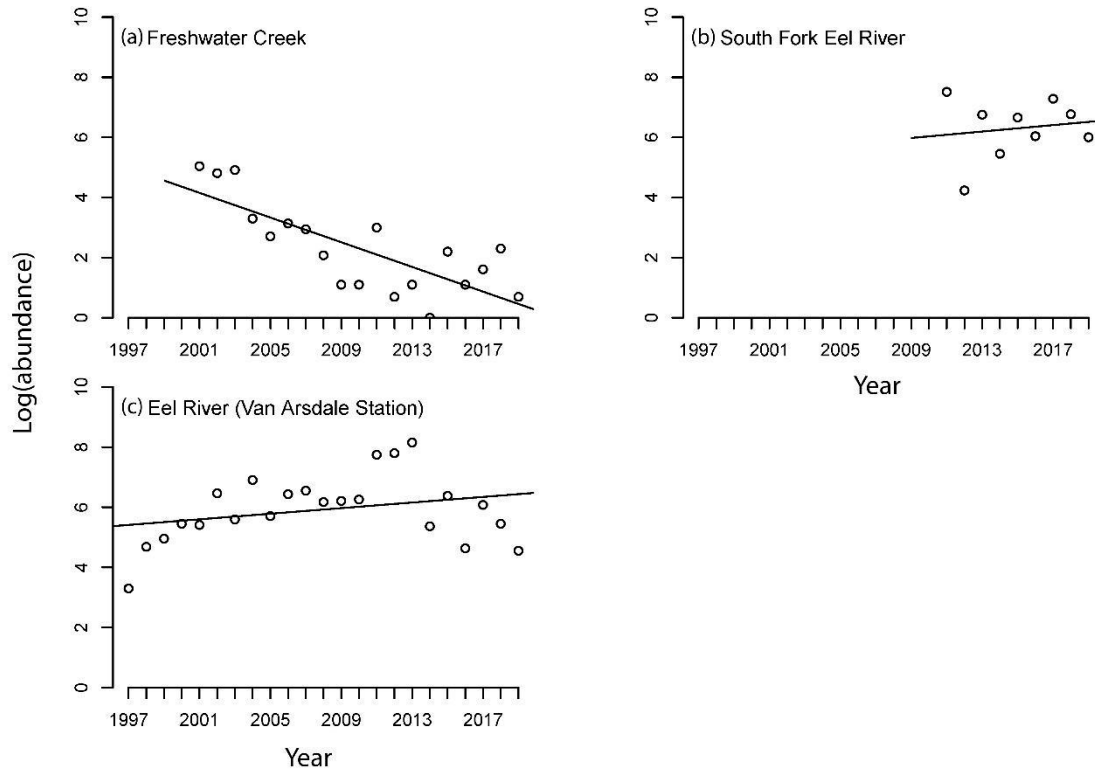 (a) Freshwater Creek
10
8
6
4
2
0
1997 2001 2005 2009 2013 2017
(b) South Fork Eel River
10
8
6
4
2
0
1997 2001 2005 2009 2013 2017
Year
Log(abundance)
(c) Eel River (Van Arsdale Station)
10
8
6
4
2
0
1997 2001 2005 2009 2013 2017
Year